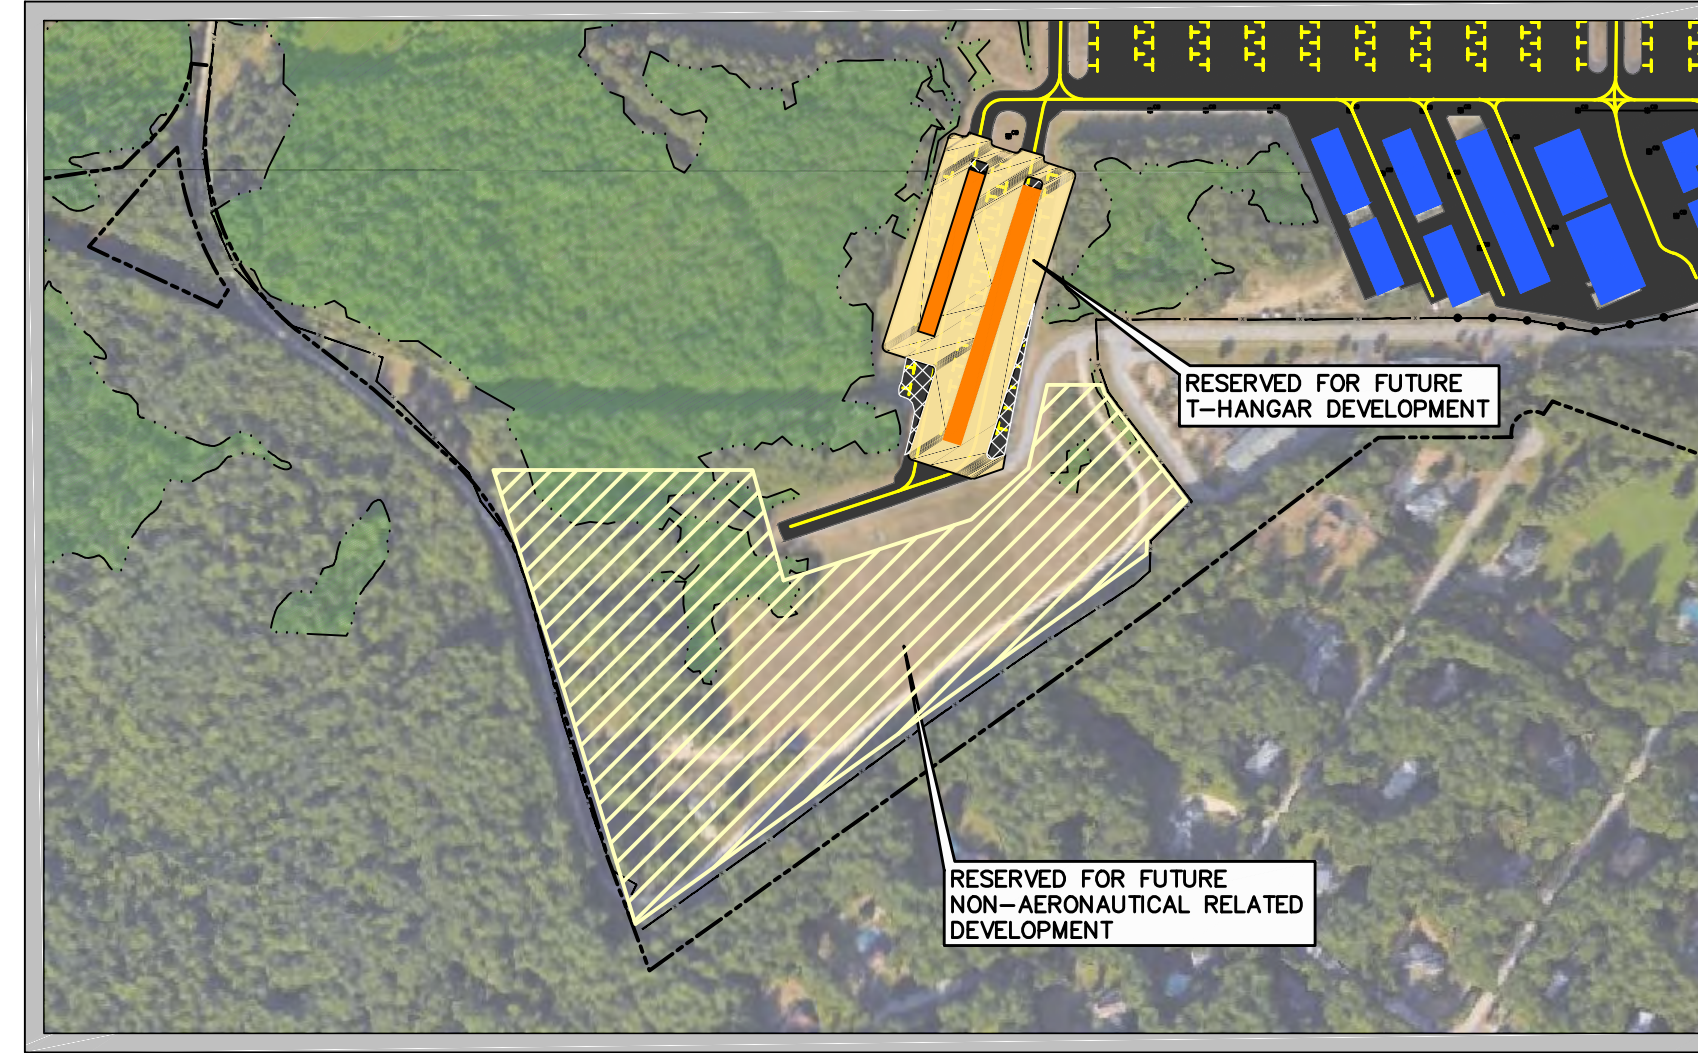 RESERVED FOR FUTURE
T-HANGAR DEVELOPMENT
RESERVED FOR FUTURE
NON-AERONAUTICAL RELATED
DEVELOPMENT